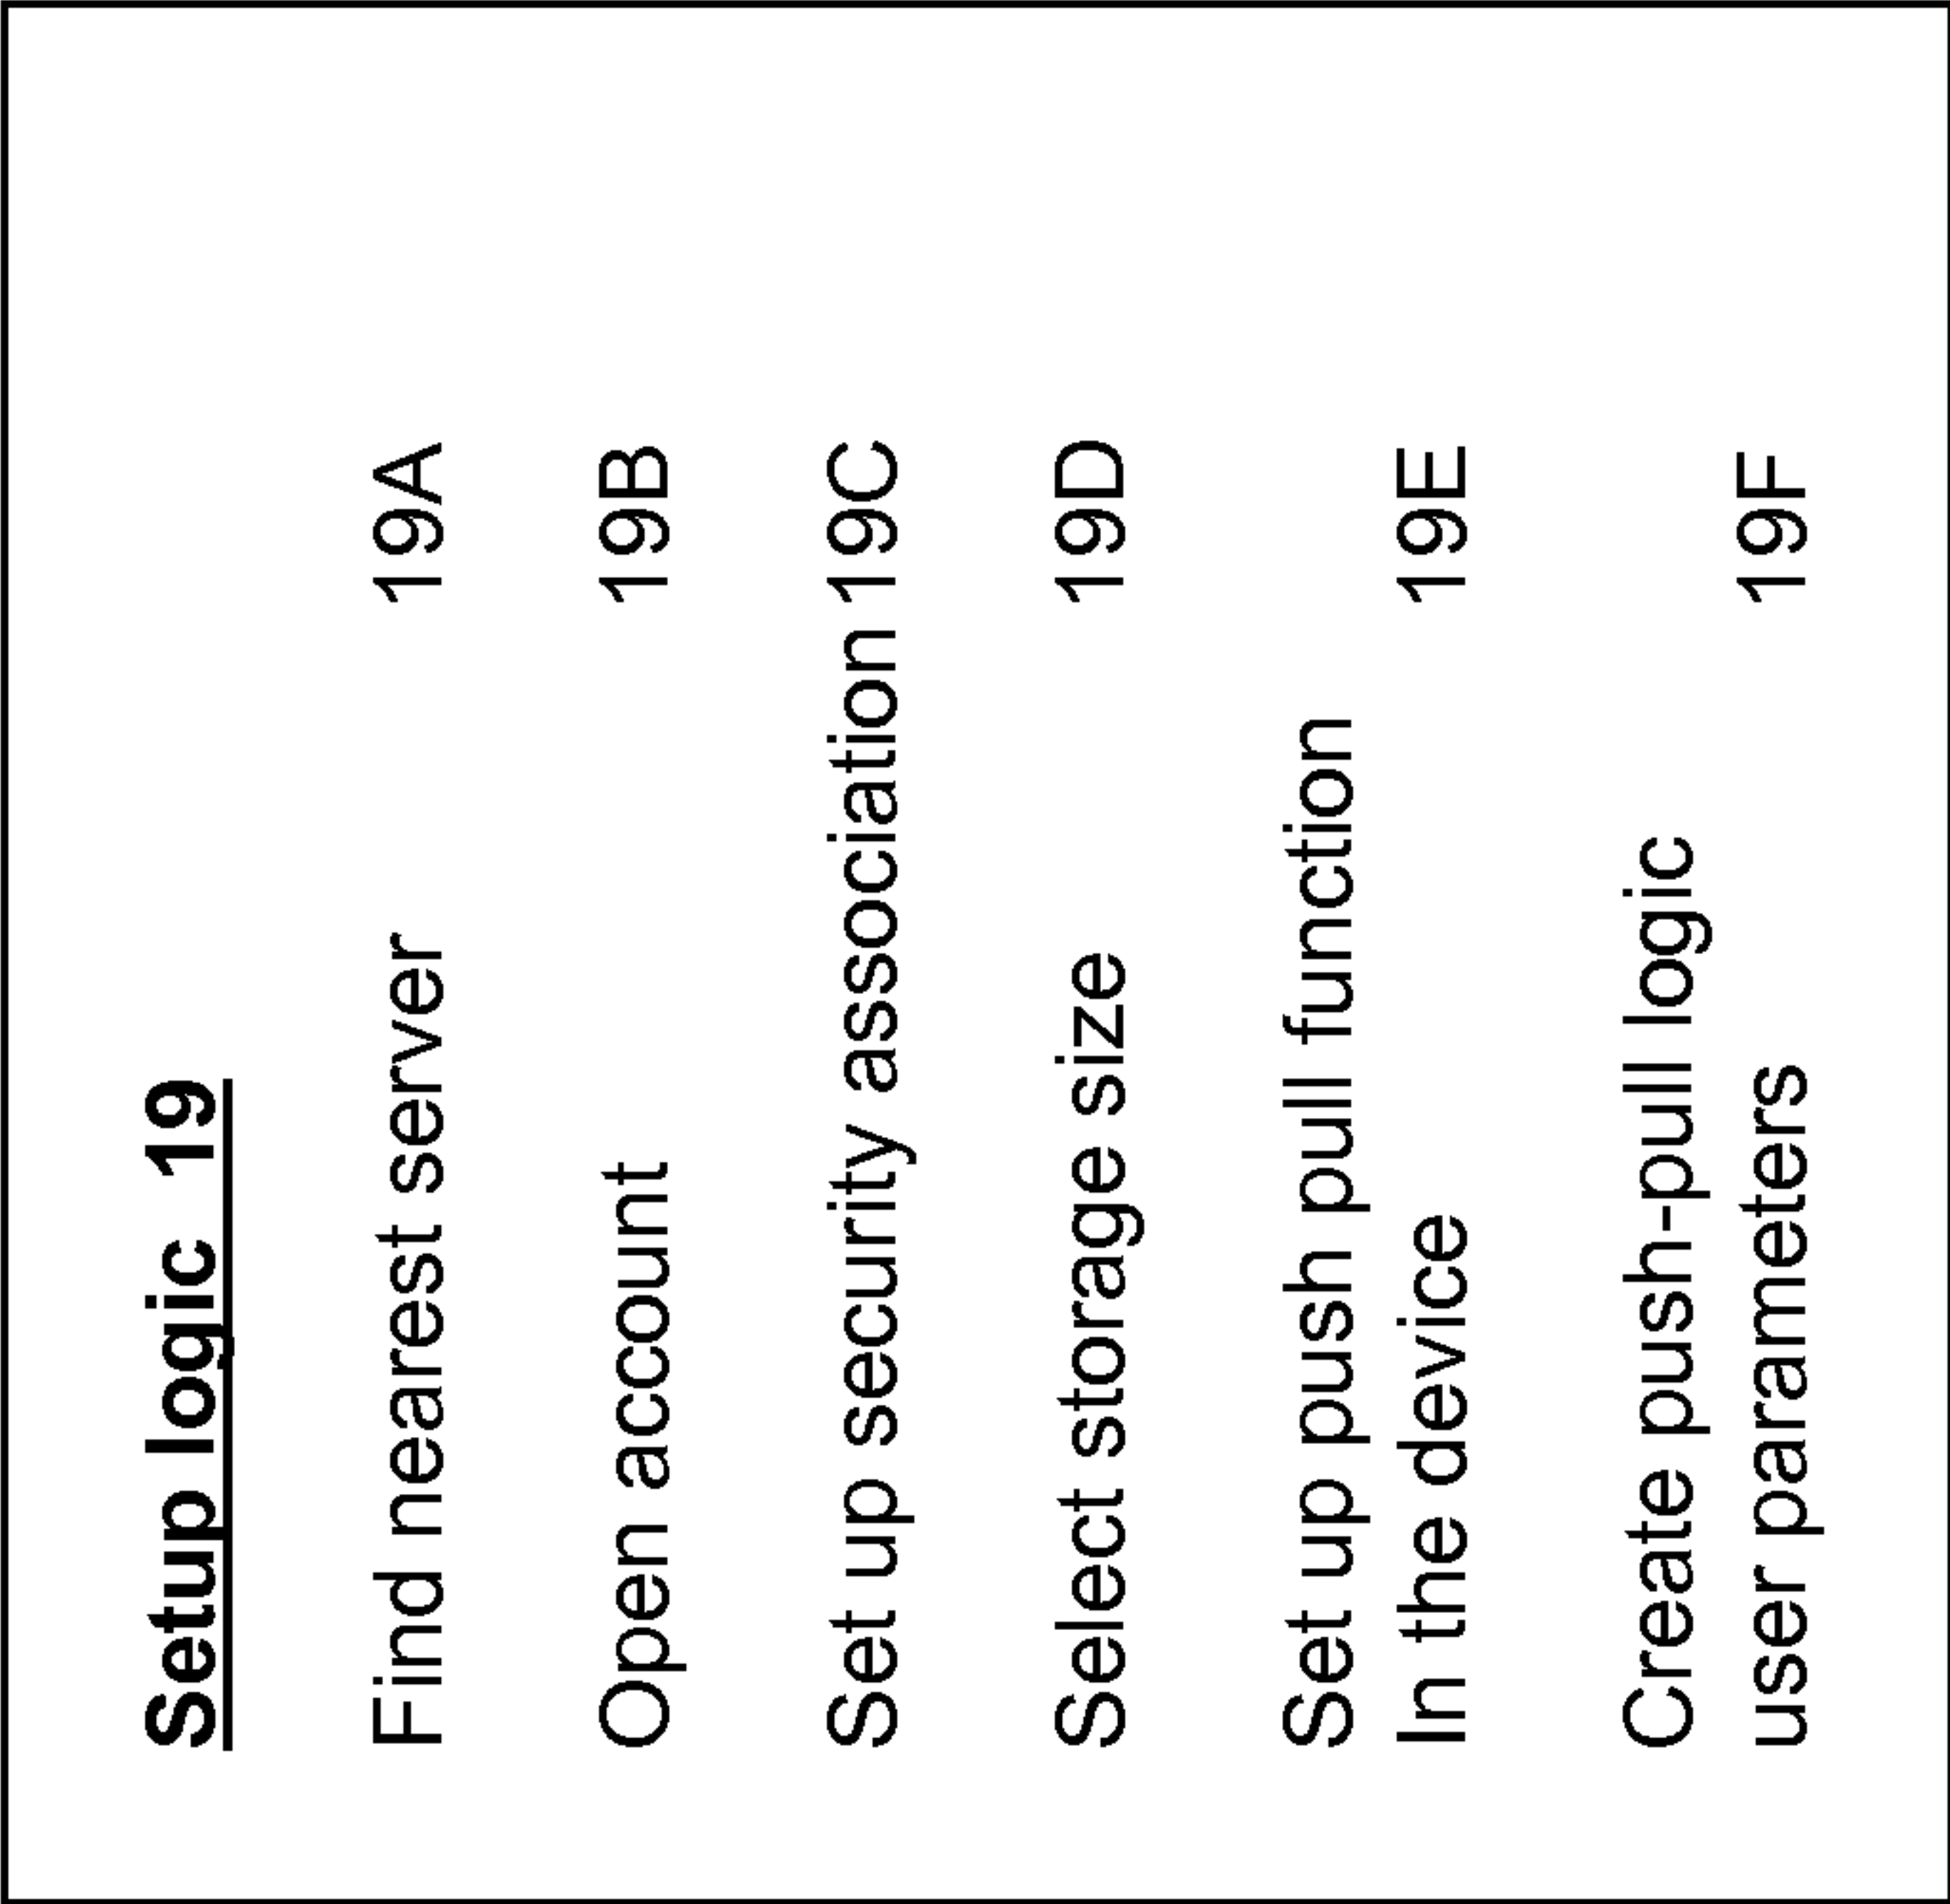 Setup logic 19
Find nearest server 19A
Open account 19B
Set up security association 19C
Select storage size 19D
Set up push pull function
In the device 19E
Create push-pull logic
user parameters 19F